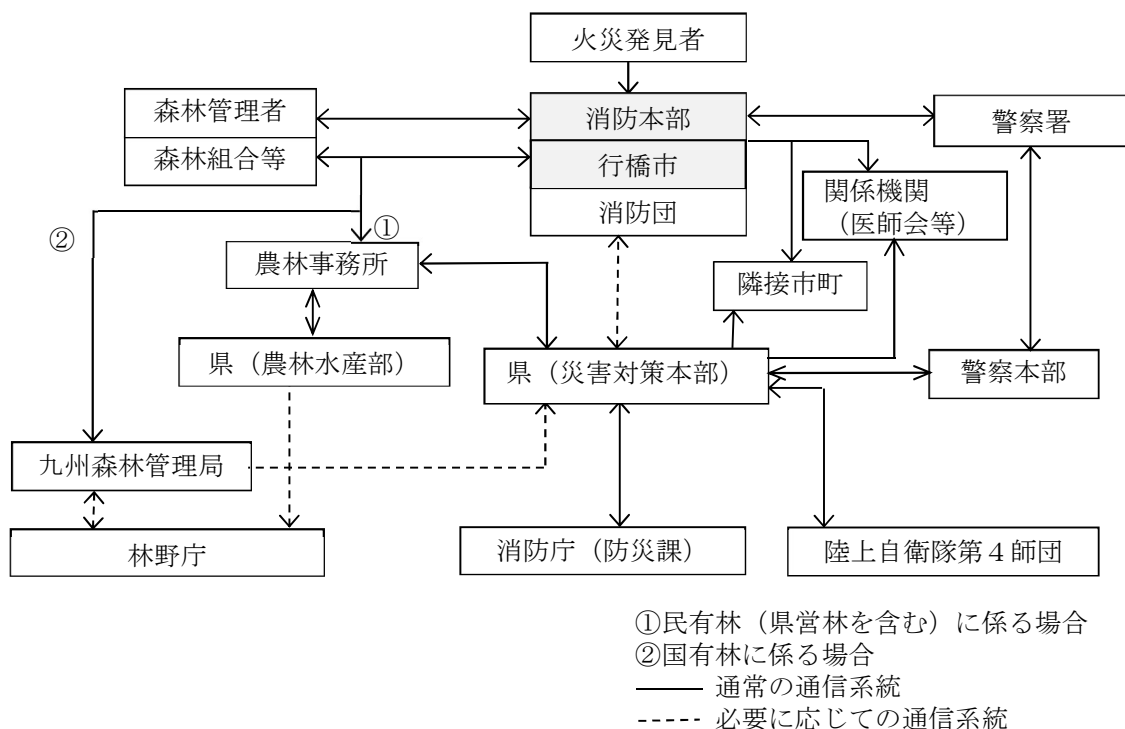 火災発見者
森林管理者
消防本部
警察署
森林組合等
行橋市
消防団
関係機関
（医師会等）
②
①
農林事務所
隣接市町
県（農林水産部）
県（災害対策本部）
警察本部
九州森林管理局
林野庁
消防庁（防災課）
陸上自衛隊第４師団
①民有林（県営林を含む）に係る場合
②国有林に係る場合
通常の通信系統
必要に応じての通信系統